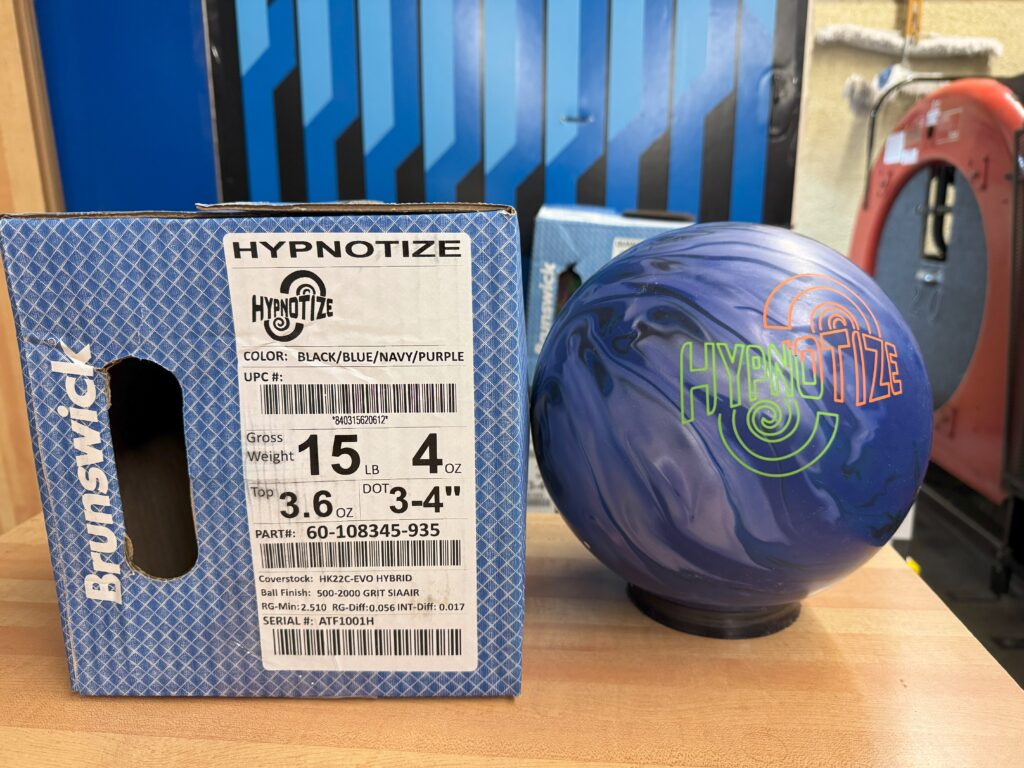 HYPNOTIZE
HYPNOTIZE
COLOR: BLACK/BLUE/NAVY/PURPLE
UPC #:
*840315620612*
Gross Weight 15 LB 4 OZ
Top 3.6 OZ DOT 3-4"
PART#: 60-108345-935
Coverstock: HK22C-EVO HYBRID
Ball Finish: 500-2000 GRIT SIAAIR
RG-Min: 2.510 RG-Diff: 0.056 INT-Diff: 0.017
SERIAL #: ATF1001H
Brunswick
Brunswick
HYPNOTIZE